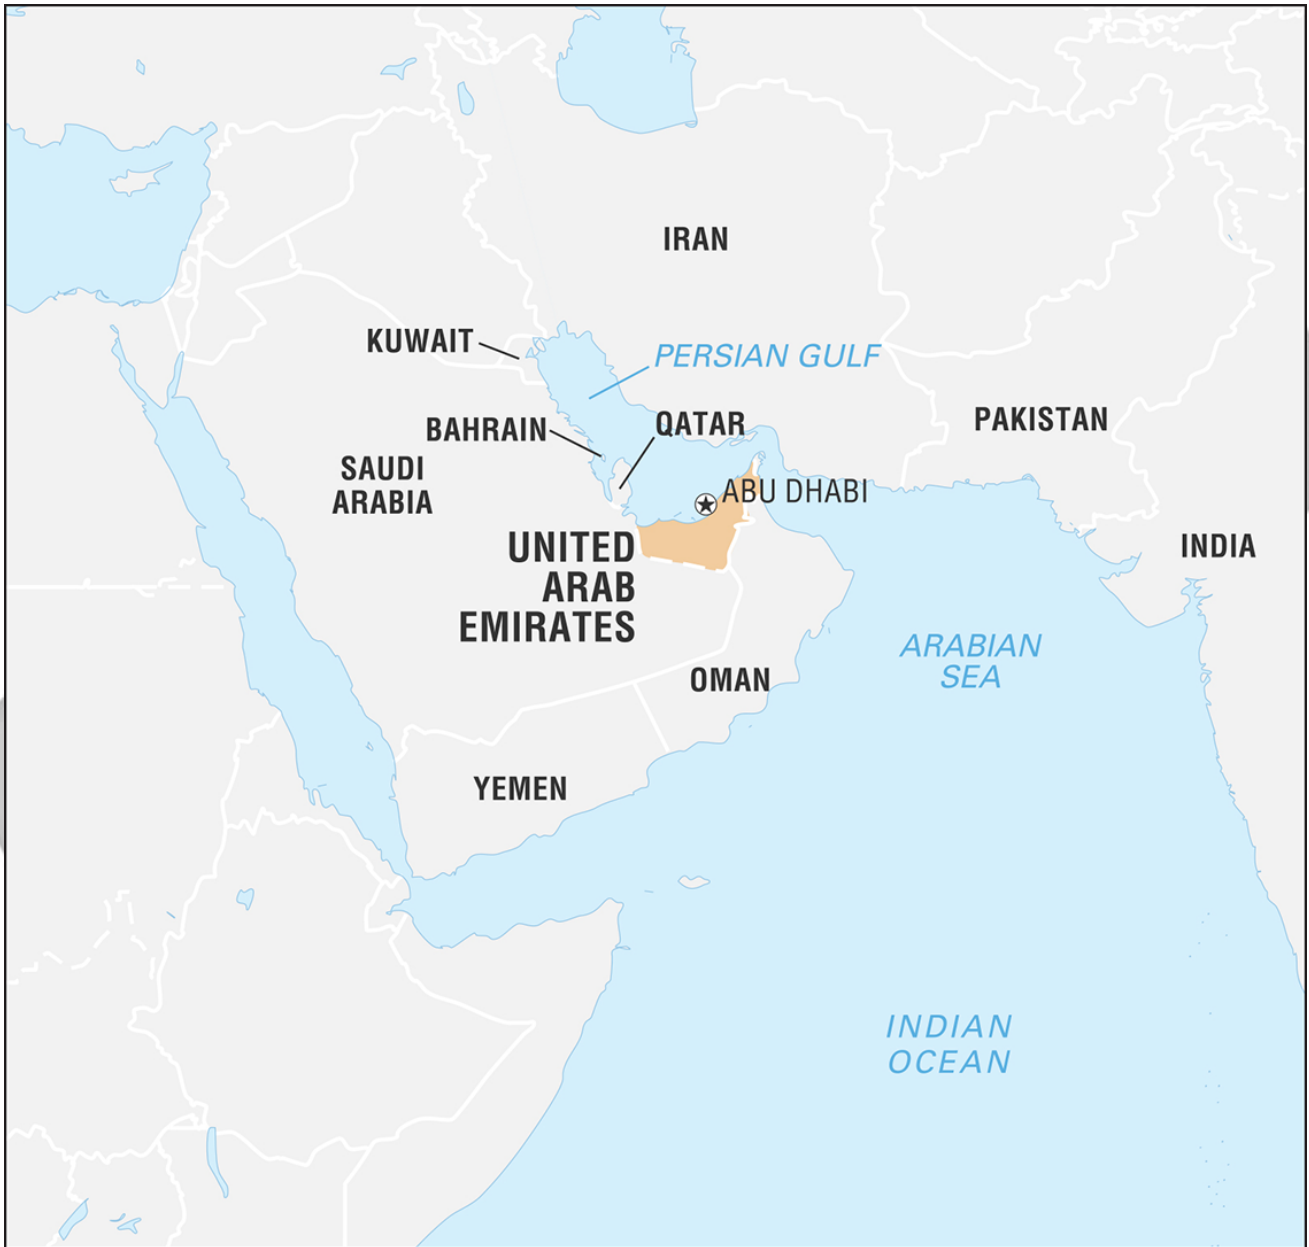 IRAN
KUWAIT
PERSIAN GULF
BAHRAIN
QATAR
PAKISTAN
SAUDI
ARABIA
ABU DHABI
UNITED
ARAB
EMIRATES
INDIA
ARABIAN
SEA
OMAN
YEMEN
INDIAN
OCEAN